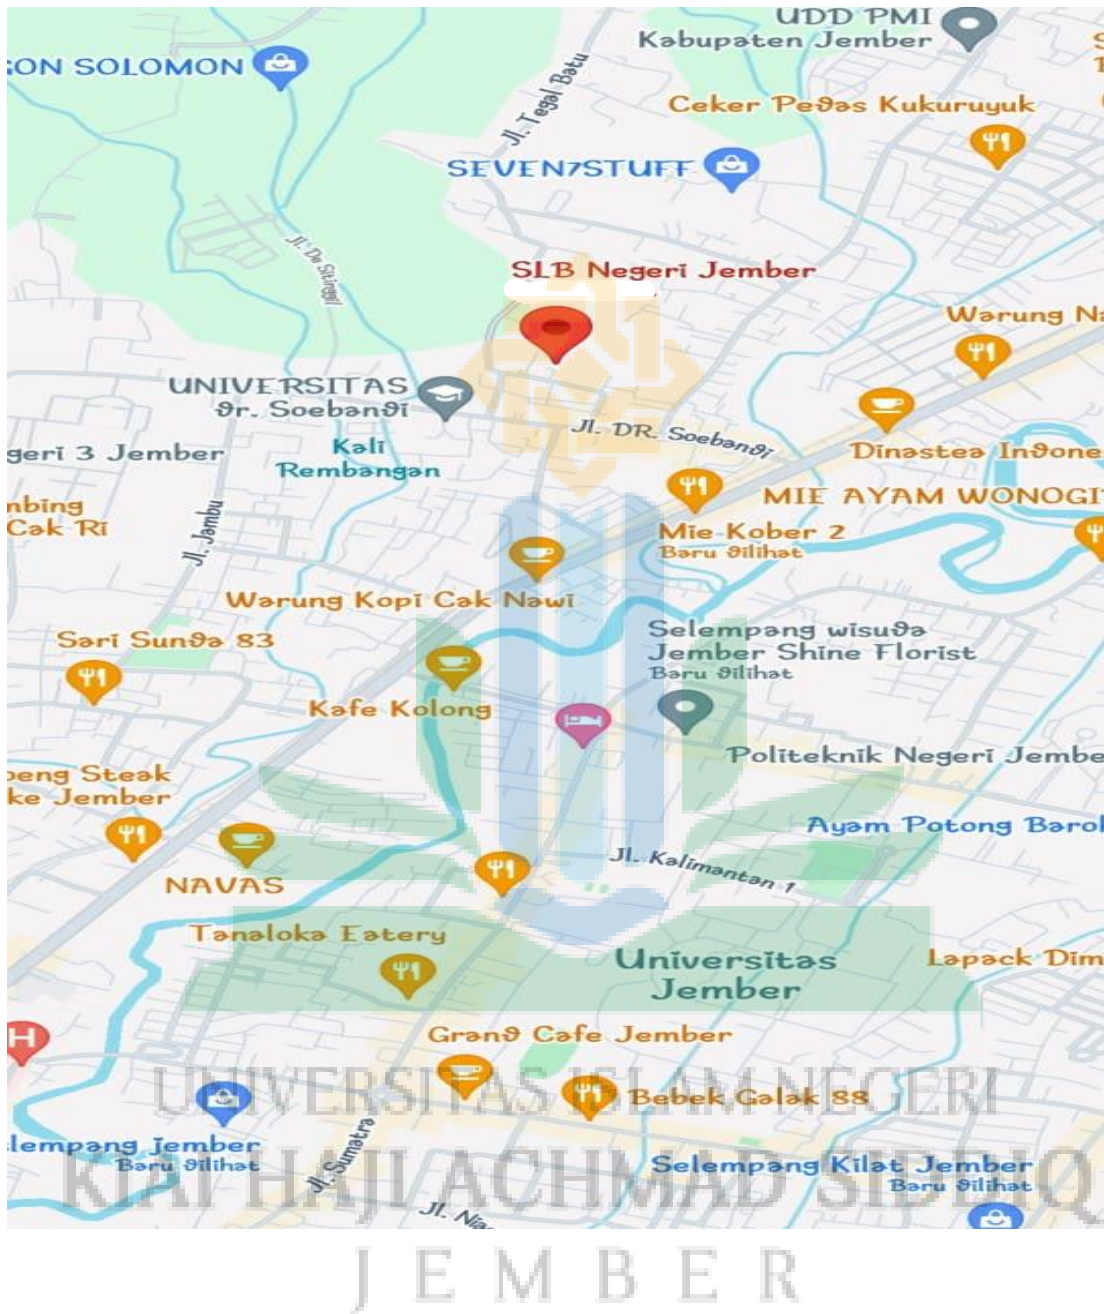 UDD PMI
Kabupaten Jember
SON SOLOMON
Jl. Tegal Batu
Ceker Pedas Kukuruyuk
SEVEN7STUFF
SLB Negeri Jember
Warung Na
UNIVERSITAS
dr. Soebandi
Jl. DR. Soebandi
Dinastea Indone
geri 3 Jember
Kali
Rembangan
mbing
Cak Ri
MIE AYAM WONOGI
Jl. Jambu
Mie Kober 2
Baru dilihat
Warung Kopi Cak Nawi
Sari Sunda 83
Selempang wisuda
Jember Shine Florist
Baru dilihat
Kafe Kolong
Politeknik Negeri Jembe
peng Steak
ke Jember
Ayam Potong Barok
Jl. Kalimantan 1
NAVAS
Tanaloka Eatery
Universitas
Jember
Lapack Dim
Grand Cafe Jember
H
Bebek Galak 88
UNIVERSITAS ISLAM NEGERI
lempang Jember
Baru dilihat
Jl. Sumatra
Selempang Kilat Jember
Baru dilihat
KIAI HAJI ACHMAD SIDDIQ
Jl. Nia
JEMBER